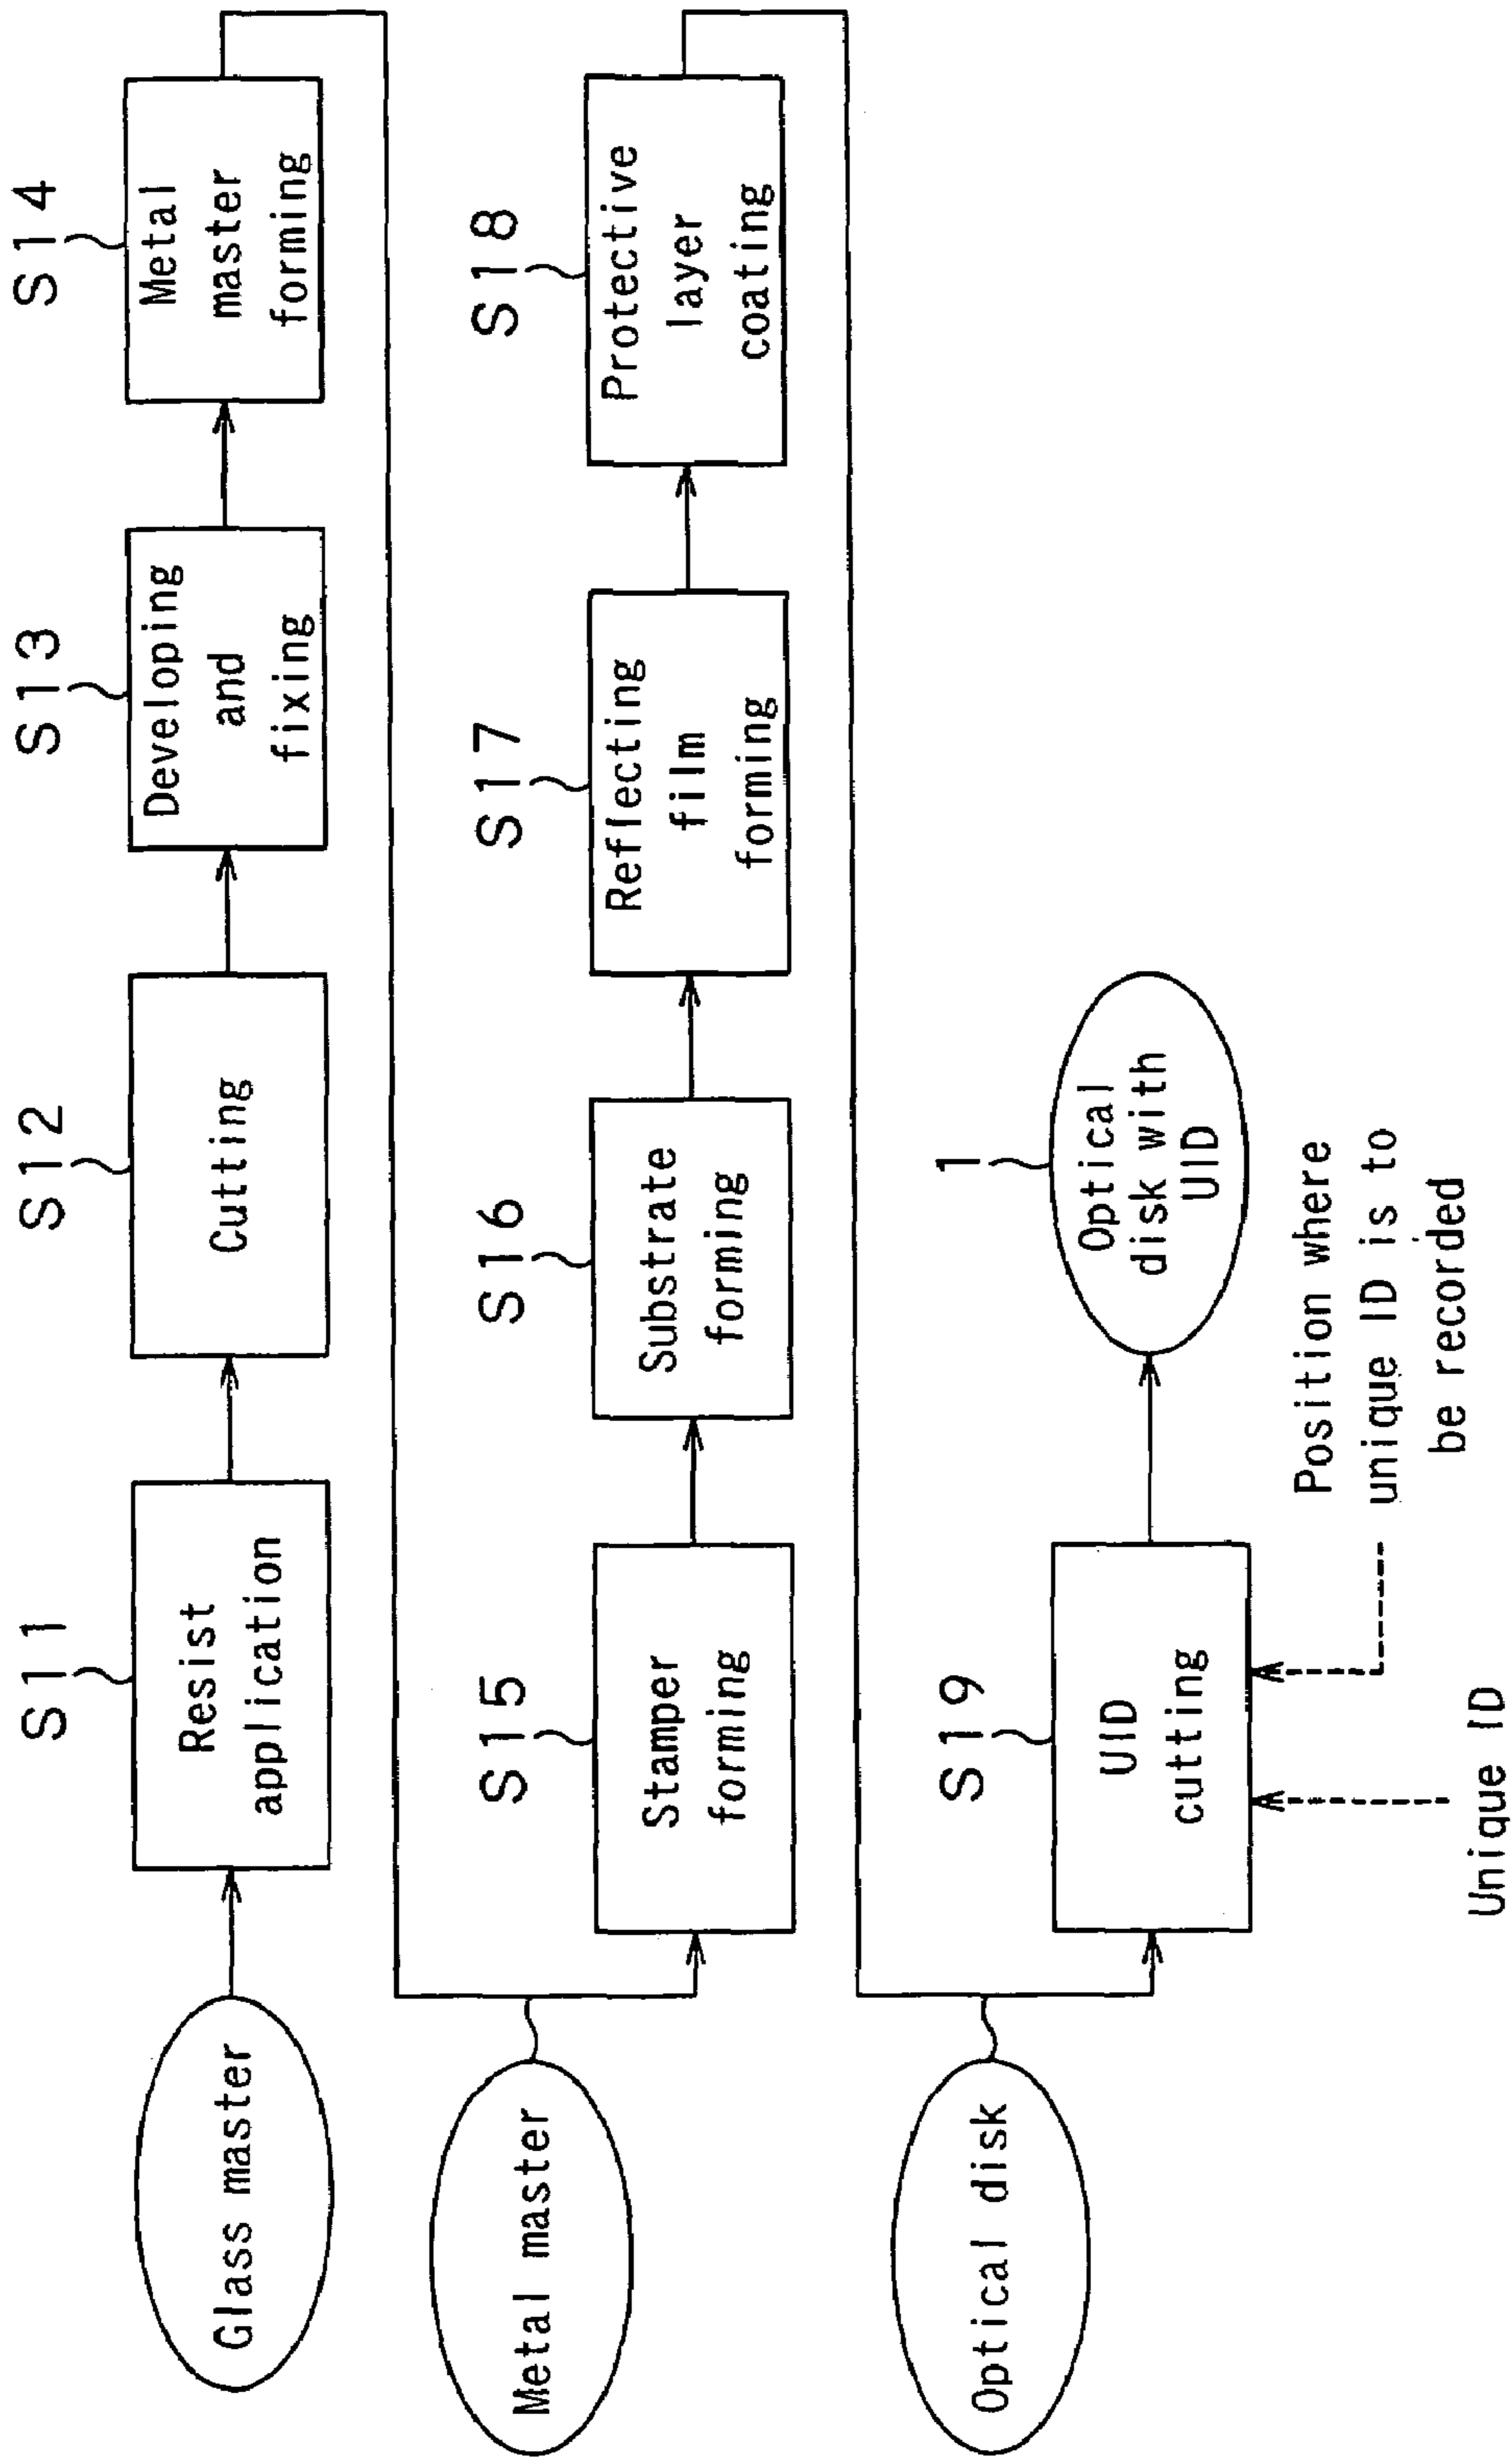 Glass master
S11
Resist
application
S12
Cutting
S13
Developing
and
fixing
S14
Metal
master
forming
Metal master
S15
Stamper
forming
S16
Substrate
forming
S17
Reflecting
film
forming
S18
Protective
layer
coating
Optical disk
S19
UID
cutting
1
Optical
disk with
UID
Unique ID
Position where
unique ID is to
be recorded